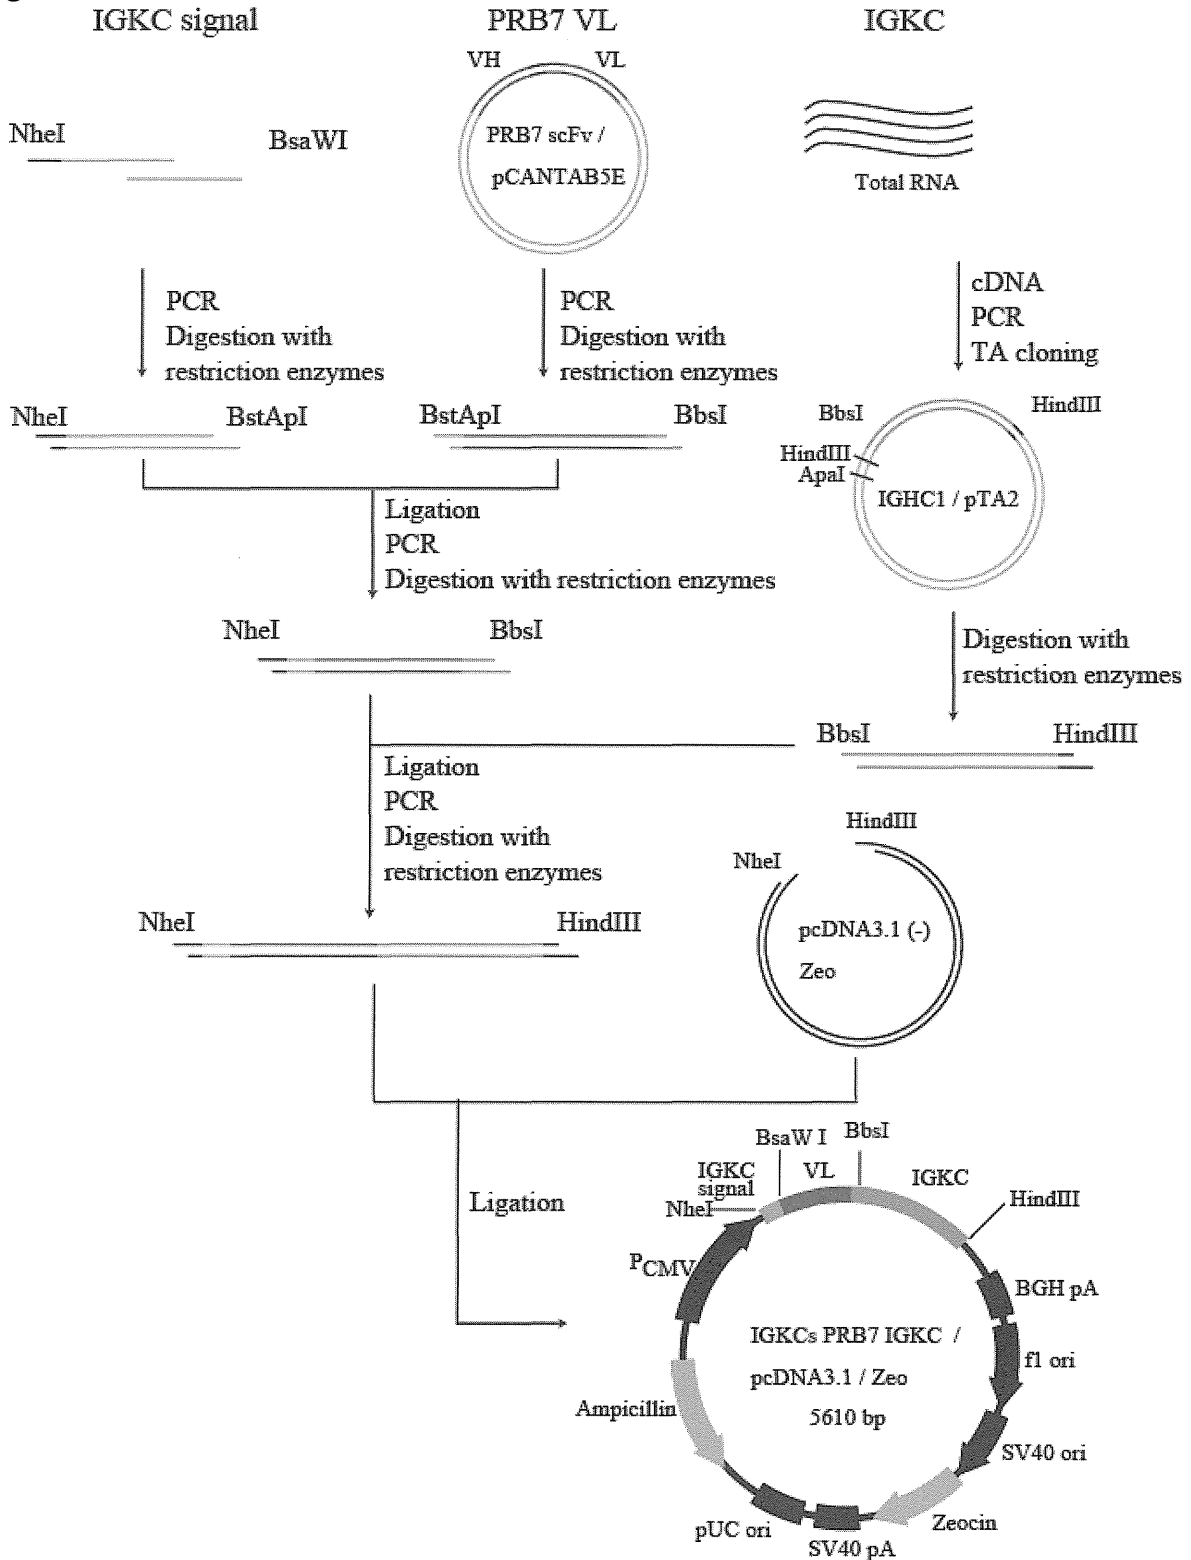 IGKC signal
PRB7 VL
IGKC
VH
VL
NheI
BsaWI
PRB7 scFv /
pCANTAB5E
Total RNA
PCR
Digestion with
restriction enzymes
PCR
Digestion with
restriction enzymes
cDNA
PCR
TA cloning
NheI
BstApI
BstApI
BbsI
BbsI
HindIII
HindIII
ApaI
IGHC1 / pTA2
Ligation
PCR
Digestion with restriction enzymes
NheI
BbsI
Digestion with
restriction enzymes
BbsI
HindIII
Ligation
PCR
Digestion with
restriction enzymes
HindIII
NheI
pcDNA3.1 (-)
Zeo
NheI
HindIII
Ligation
BsaW I
BbsI
IGKC
signal
VL
IGKC
NheI
HindIII
PCMV
BGH pA
IGKCs PRB7 IGKC /
pcDNA3.1 / Zeo
5610 bp
f1 ori
Ampicillin
SV40 ori
pUC ori
Zeocin
SV40 pA